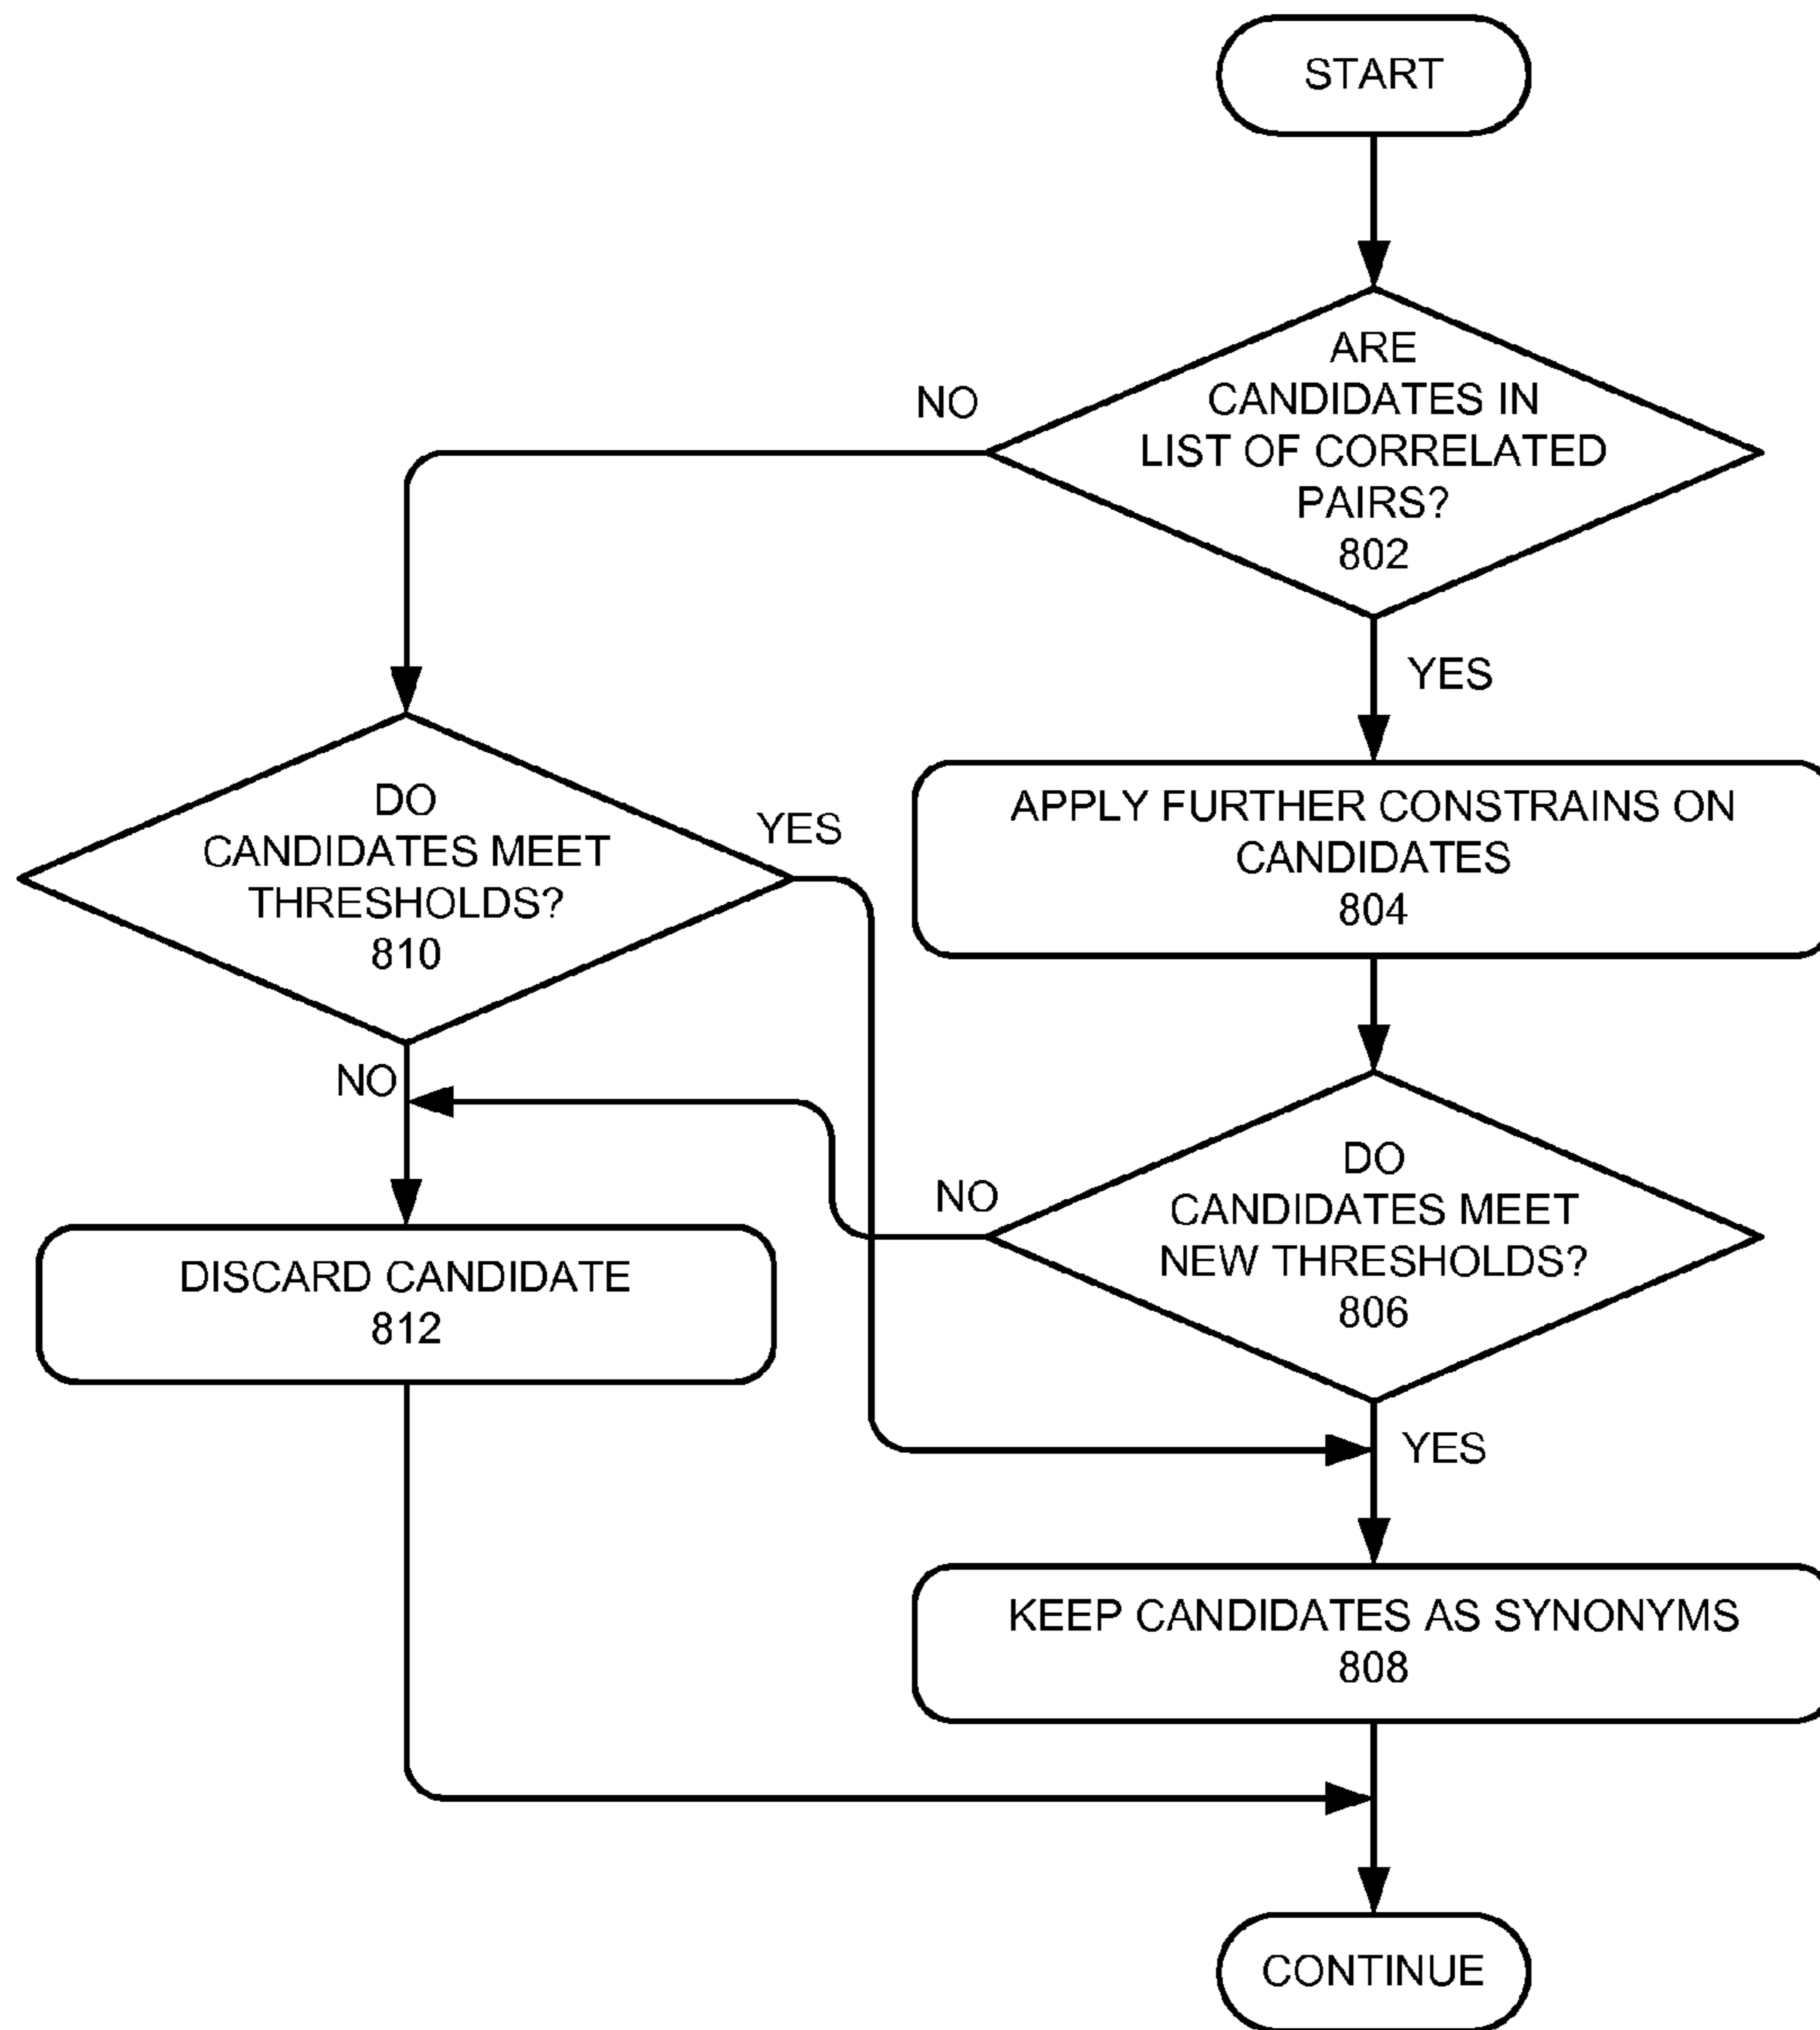 START
ARE
CANDIDATES IN
LIST OF CORRELATED
PAIRS?
802
NO
YES
APPLY FURTHER CONSTRAINS ON
CANDIDATES
804
DO
CANDIDATES MEET
THRESHOLDS?
810
YES
NO
DO
CANDIDATES MEET
NEW THRESHOLDS?
806
NO
YES
DISCARD CANDIDATE
812
KEEP CANDIDATES AS SYNONYMS
808
CONTINUE